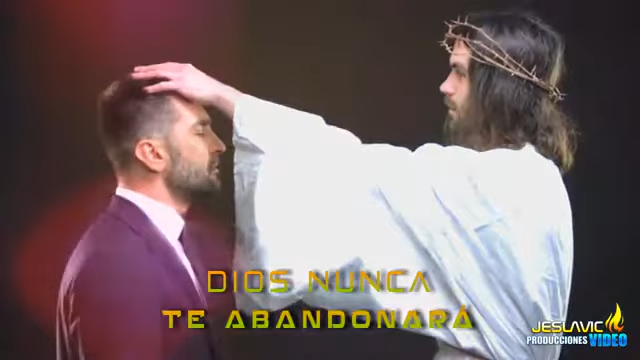 DIOS NUNCA
TE ABANDONARÁ
JESLAVIC
PRODUCCIONES VIDEO